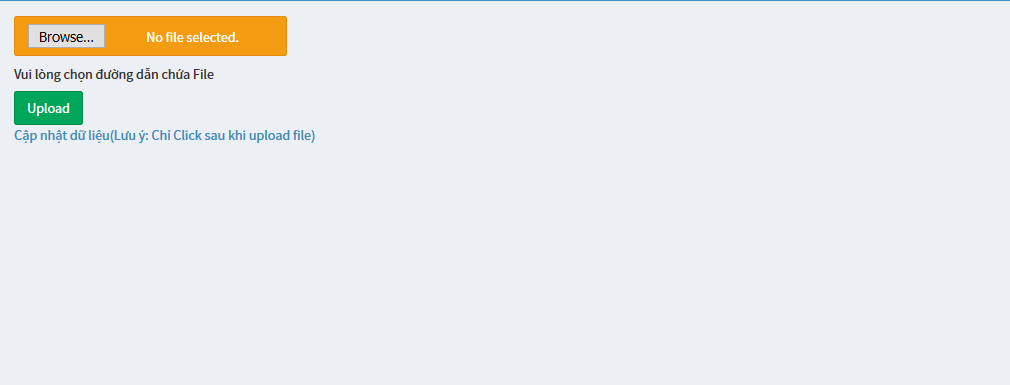 Browse... No file selected.
Vui lòng chọn đường dẫn chứa File
Upload
Cập nhật dữ liệu(Lưu ý: Chỉ Click sau khi upload file)